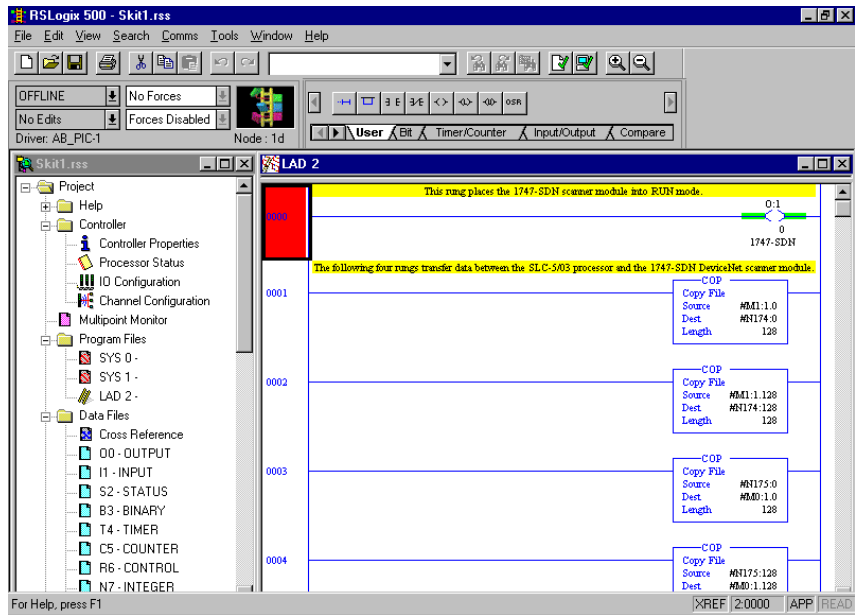 RSLogix 500 - Skit1.rss
File Edit View Search Comms Tools Window Help
OFFLINE No Forces
No Edits Forces Disabled
Driver: AB_PIC-1 Node : 1d
OSR
User Bit Timer/Counter Input/Output Compare
Skit1.rss
Project
Help
Controller
Controller Properties
Processor Status
IO Configuration
Channel Configuration
Multipoint Monitor
Program Files
SYS 0 -
SYS 1 -
LAD 2 -
Data Files
Cross Reference
O0 - OUTPUT
I1 - INPUT
S2 - STATUS
B3 - BINARY
T4 - TIMER
C5 - COUNTER
R6 - CONTROL
N7 - INTEGER
LAD 2
This rung places the 1747-SDN scanner module into RUN mode.
0000
O:1
0
1747-SDN
The following four rungs transfer data between the SLC-5/03 processor and the 1747-SDN DeviceNet scanner module.
0001
COP
Copy File
Source #M1:1.0
Dest #N174:0
Length 128
0002
COP
Copy File
Source #M1:1.128
Dest #N174:128
Length 128
0003
COP
Copy File
Source #N175:0
Dest #M0:1.0
Length 128
0004
COP
Copy File
Source #N175:128
Dest #M0:1.128
For Help, press F1
XREF 2:0000 APP READ